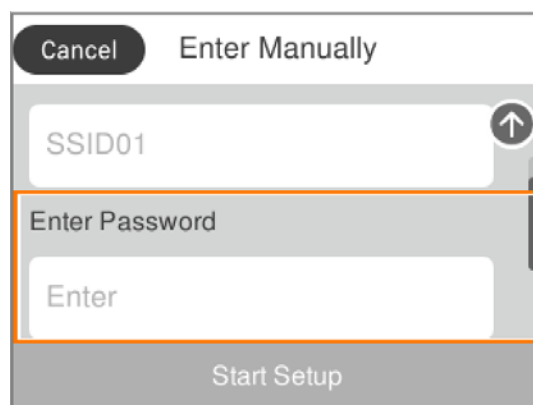 Cancel Enter Manually
SSID01
Enter Password
Enter
Start Setup